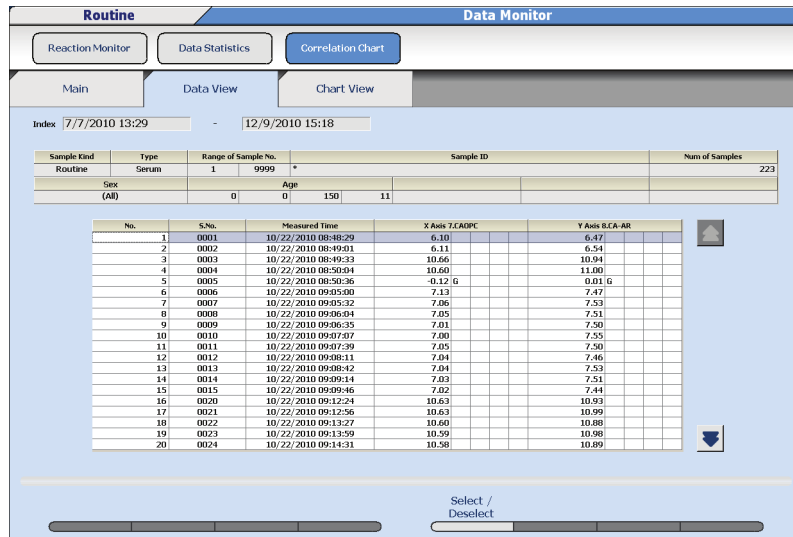 Routine Data Monitor
Reaction Monitor Data Statistics Correlation Chart
Main Data View Chart View
Index 7/7/2010 13:29 - 12/9/2010 15:18
Sample Kind Type Range of Sample No. Sample ID Num of Samples
Routine Serum 1 9999 * 223
Sex Age
(All) 0 0 150 11
No. S.No. Measured Time X Axis 7.CAOPC Y Axis 8.CA-AR
1 0001 10/22/2010 08:48:29 6.10 6.47
2 0002 10/22/2010 08:49:01 6.11 6.54
3 0003 10/22/2010 08:49:33 10.66 10.94
4 0004 10/22/2010 08:50:04 10.60 11.00
5 0005 10/22/2010 08:50:36 -0.12 G 0.01 G
6 0006 10/22/2010 09:05:00 7.13 7.47
7 0007 10/22/2010 09:05:32 7.06 7.53
8 0008 10/22/2010 09:06:04 7.05 7.51
9 0009 10/22/2010 09:06:35 7.01 7.50
10 0010 10/22/2010 09:07:07 7.00 7.55
11 0011 10/22/2010 09:07:39 7.05 7.50
12 0012 10/22/2010 09:08:11 7.04 7.46
13 0013 10/22/2010 09:08:42 7.04 7.53
14 0014 10/22/2010 09:09:14 7.03 7.51
15 0015 10/22/2010 09:09:46 7.02 7.44
16 0020 10/22/2010 09:12:24 10.63 10.93
17 0021 10/22/2010 09:12:56 10.63 10.99
18 0022 10/22/2010 09:13:27 10.60 10.88
19 0023 10/22/2010 09:13:59 10.59 10.98
20 0024 10/22/2010 09:14:31 10.58 10.89
Select /
Deselect